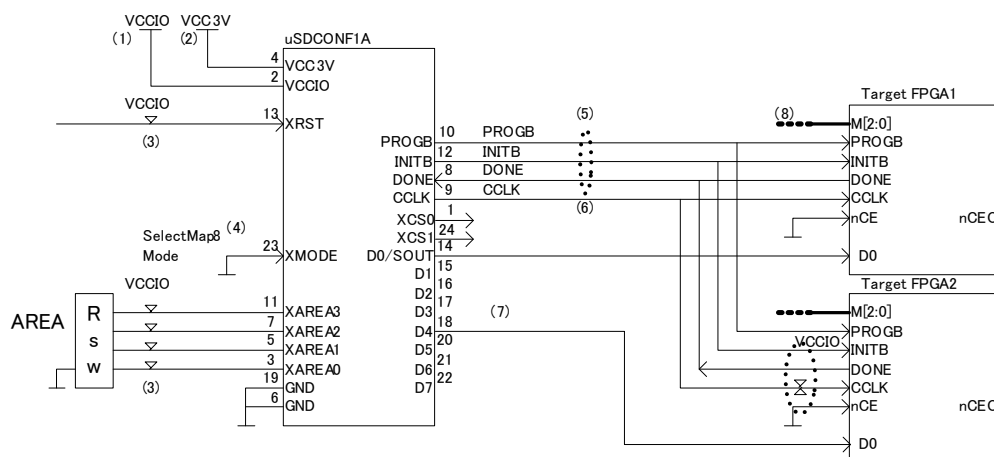 VCCIO VCC3V
(1) (2)
uSDCONF1A
4 VCC3V
2 VCCIO
VCCIO
13 XRST
(3)
10 PROGB PROGB
12 INITB INITB
8 DONE DONE
9 CCLK CCLK
(5)
(6)
1 XCS0
24 XCS1
14 D0/SOUT
15 D1
16 D2
17 D3
18 D4
20 D5
21 D6
22 D7
(7)
SelectMap8 (4)
Mode
23 XMODE
VCCIO
AREA
R
s
w
11 XAREA3
7 XAREA2
5 XAREA1
3 XAREA0
(3)
19 GND
6 GND
Target FPGA1
(8)
M[2:0]
PROGB
INITB
DONE
CCLK
nCE nCEO
D0
Target FPGA2
M[2:0]
PROGB
VCCIO
INITB
DONE
CCLK
nCE nCEO
D0